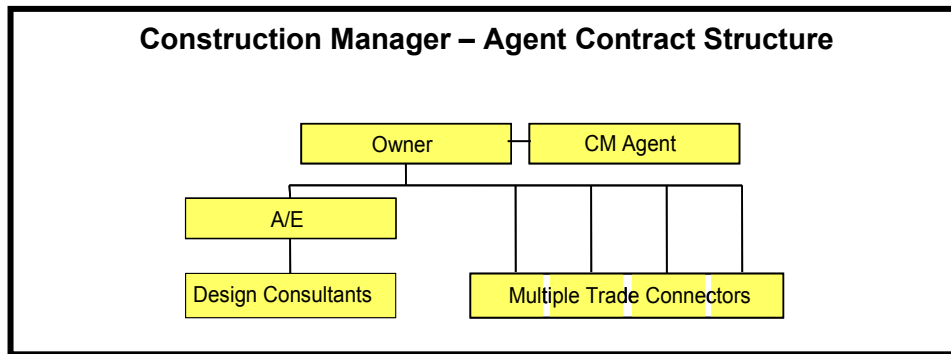 Construction Manager – Agent Contract Structure
Owner
CM Agent
A/E
Design Consultants
Multiple Trade Connectors